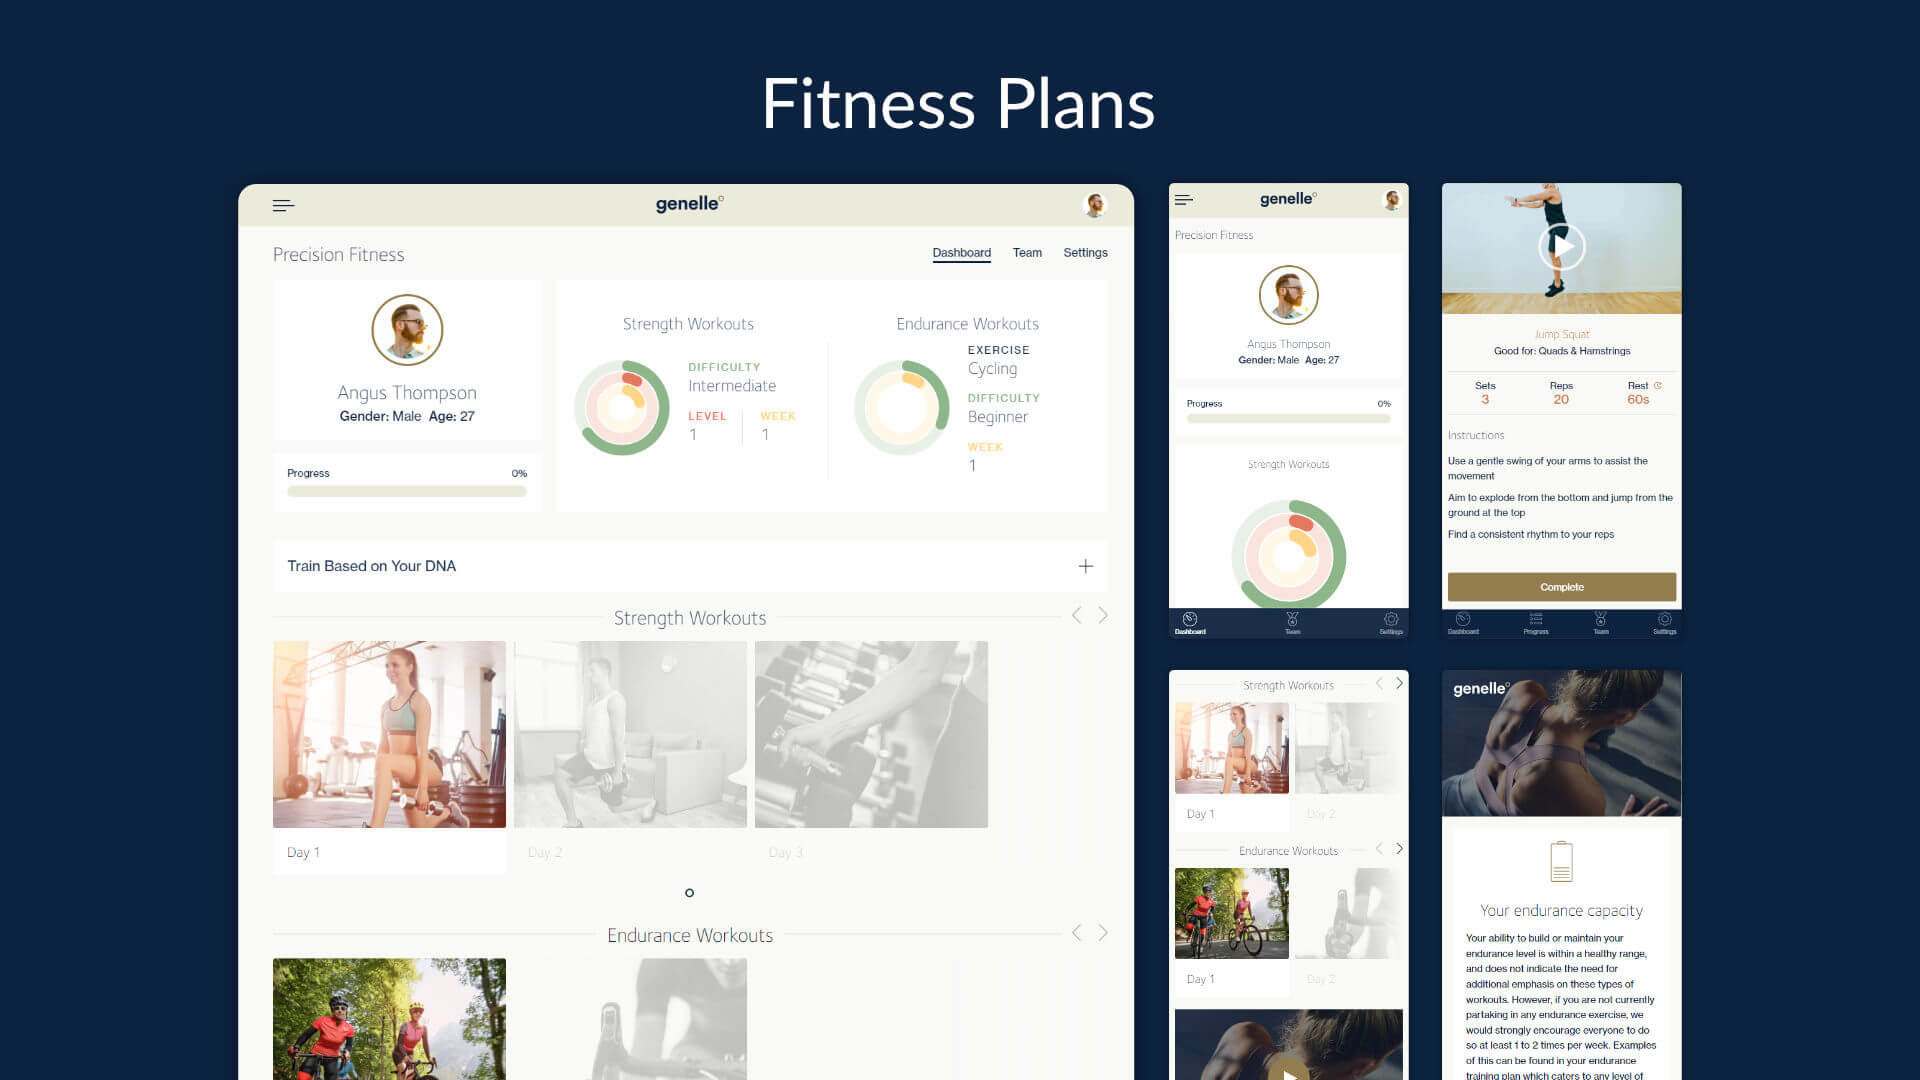 Fitness Plans
genelle
Precision Fitness
Dashboard
Team
Settings
Angus Thompson
Gender: Male Age: 27
Progress
0%
Strength Workouts
DIFFICULTY
Intermediate
LEVEL
1
WEEK
1
Endurance Workouts
EXERCISE
Cycling
DIFFICULTY
Beginner
WEEK
1
Train Based on Your DNA
Strength Workouts
Day 1
Day 2
Day 3
Endurance Workouts
genelle
Precision Fitness
Angus Thompson
Gender: Male Age: 27
Progress
0%
Strength Workouts
Dashboard
Team
Settings
Jump Squat
Good for: Quads & Hamstrings
Sets
3
Reps
20
Rest
60s
Instructions
Use a gentle swing of your arms to assist the
movement
Aim to explode from the bottom and jump from the
ground at the top
Find a consistent rhythm to your reps
Complete
Dashboard
Progress
Team
Settings
Strength Workouts
Day 1
Day 2
Endurance Workouts
Day 1
Day 2
genelle
Your endurance capacity
Your ability to build or maintain your
endurance level is within a healthy range,
and does not indicate the need for
additional emphasis on these types of
workouts. However, if you are not currently
partaking in any endurance exercise, we
would strongly encourage everyone to do
so at least 1 to 2 times per week. Examples
of this can be found in your endurance
training plan which caters to any level of